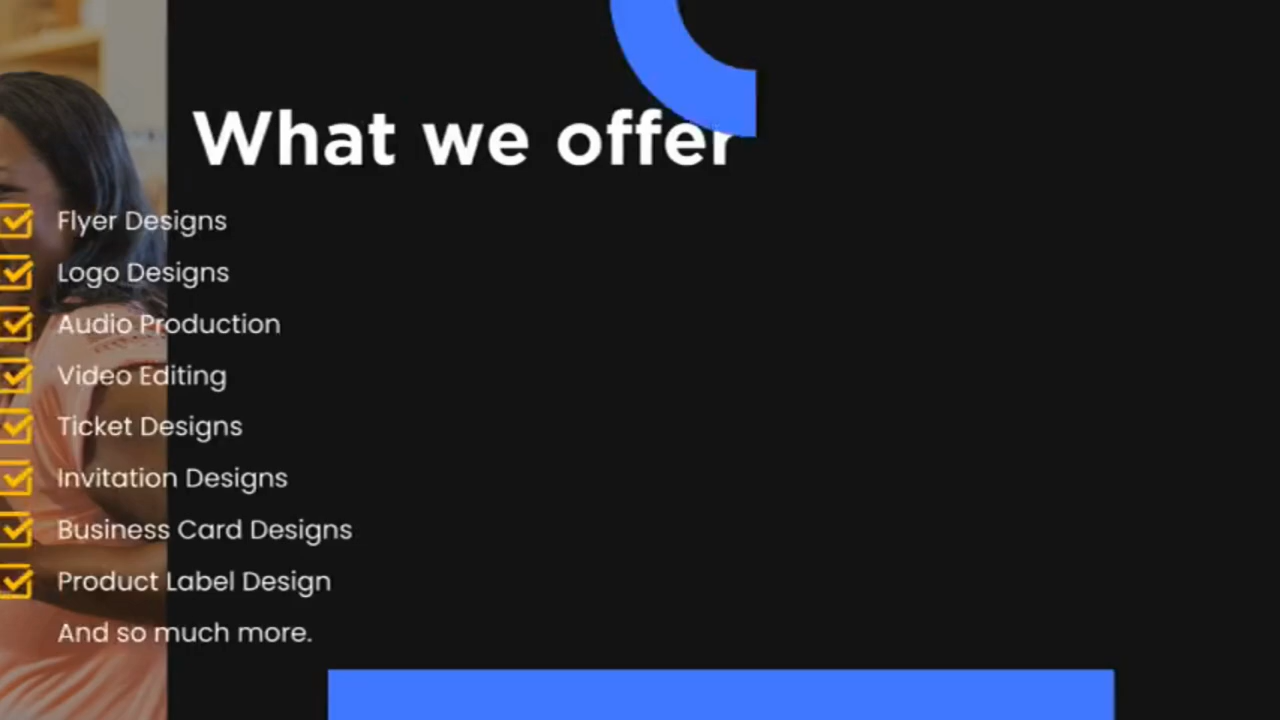 What we offer
Flyer Designs
Logo Designs
Audio Production
Video Editing
Ticket Designs
Invitation Designs
Business Card Designs
Product Label Design
And so much more.